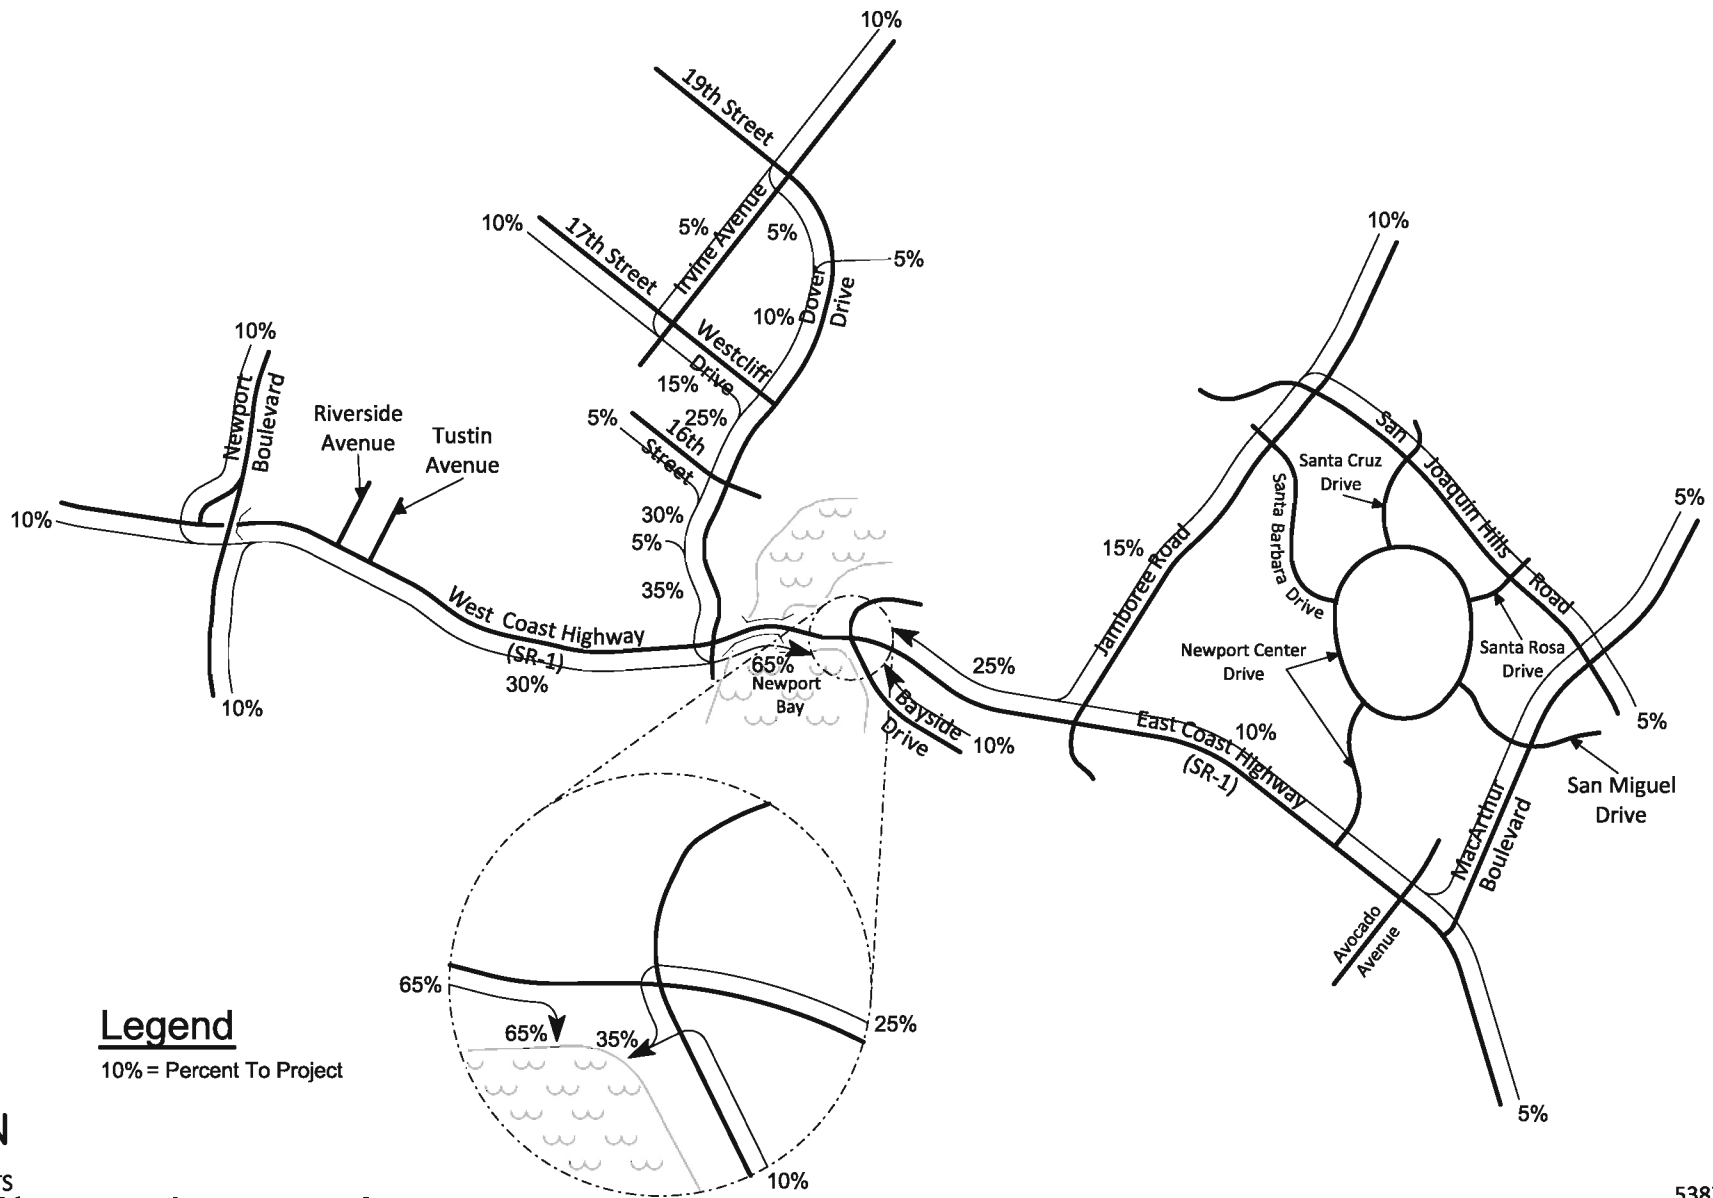 10%
19th Street
10%
17th Street
Irvine Avenue
5%
5%
5%
Dover
Drive
10%
10%
10%
Newport
Boulevard
Westcliff
Drive
15%
25%
Riverside
Avenue
Tustin
Avenue
5%
16th
Street
San
Joaquin Hills
Road
Santa Cruz
Drive
Santa Barbara
Drive
5%
10%
30%
5%
35%
15%
Jamboree Road
West Coast Highway
(SR-1)
30%
65%
Newport
Bay
25%
Newport Center
Drive
Santa Rosa
Drive
10%
Bayside
Drive
10%
East Coast Highway
(SR-1)
10%
5%
San Miguel
Drive
MacArthur
Boulevard
Avocado
Avenue
65%
65%
35%
25%
Legend
10% = Percent To Project
5%
10%
N
rs